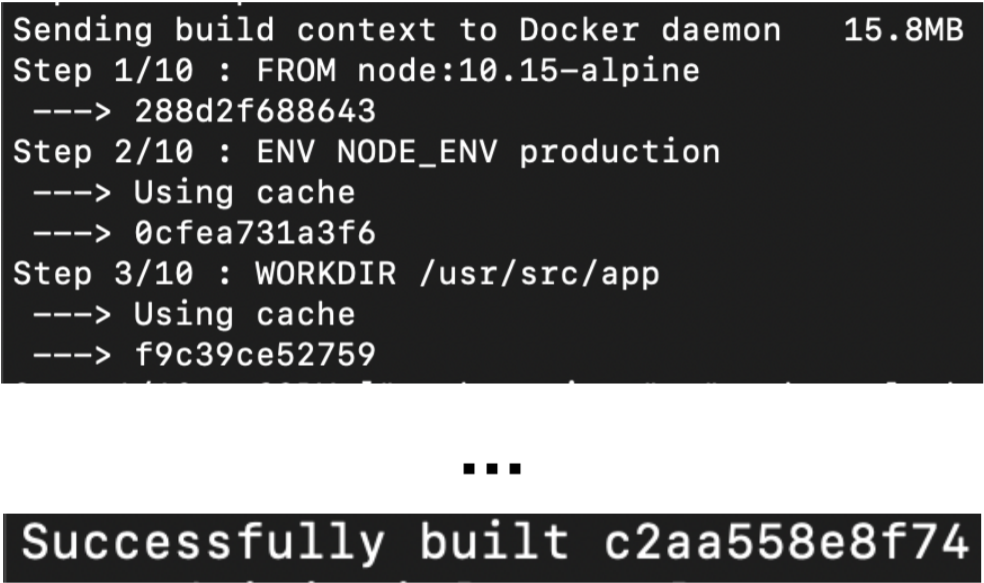 Sending build context to Docker daemon   15.8MB
Step 1/10 : FROM node:10.15-alpine
 ---> 288d2f688643
Step 2/10 : ENV NODE_ENV production
 ---> Using cache
 ---> 0cfea731a3f6
Step 3/10 : WORKDIR /usr/src/app
 ---> Using cache
 ---> f9c39ce52759
...
Successfully built c2aa558e8f74